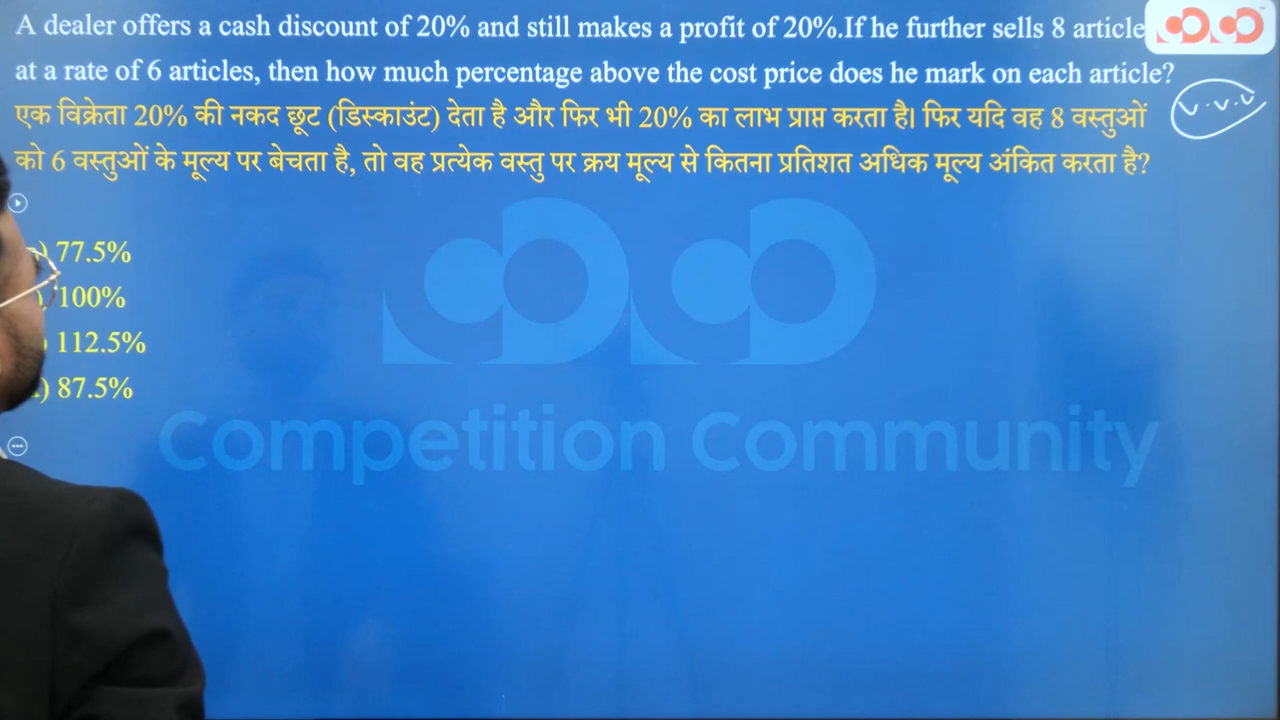 A dealer offers a cash discount of 20% and still makes a profit of 20%.If he further sells 8 article
at a rate of 6 articles, then how much percentage above the cost price does he mark on each article?
एक विक्रेता 20% की नकद छूट (डिस्काउंट) देता है और फिर भी 20% का लाभ प्राप्त करता है। फिर यदि वह 8 वस्तुओं
को 6 वस्तुओं के मूल्य पर बेचता है, तो वह प्रत्येक वस्तु पर क्रय मूल्य से कितना प्रतिशत अधिक मूल्य अंकित करता है?
v.v.v
) 77.5%
) 100%
) 112.5%
) 87.5%
Competition Community